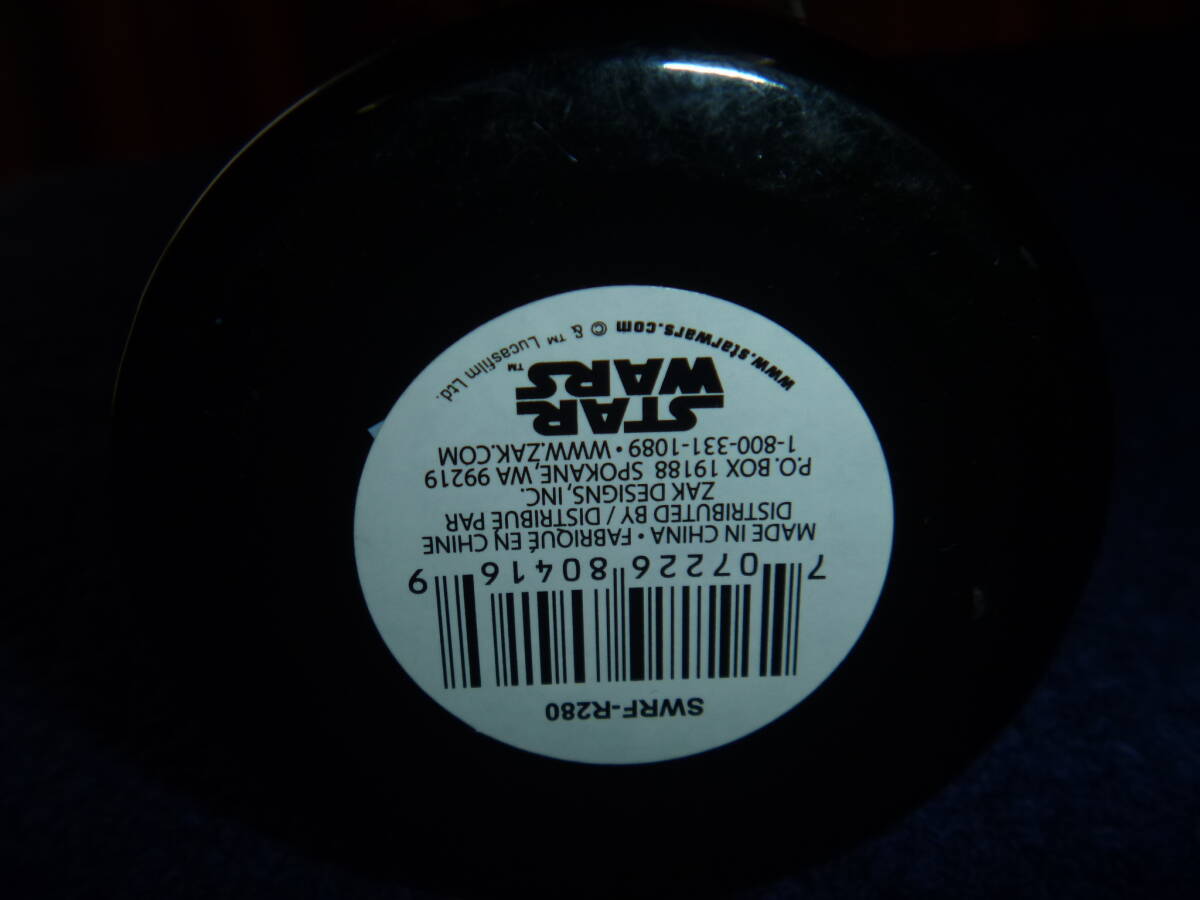 SWRF-R280
7 07226 80416 9
MADE IN CHINA • FABRIQUÉ EN CHINE
DISTRIBUTED BY / DISTRIBUÉ PAR
ZAK DESIGNS, INC.
P.O. BOX 19188 SPOKANE, WA 99219
1-800-331-1089 • WWW.ZAK.COM
STAR
WARS™
www.starwars.com © & ™ Lucasfilm Ltd.